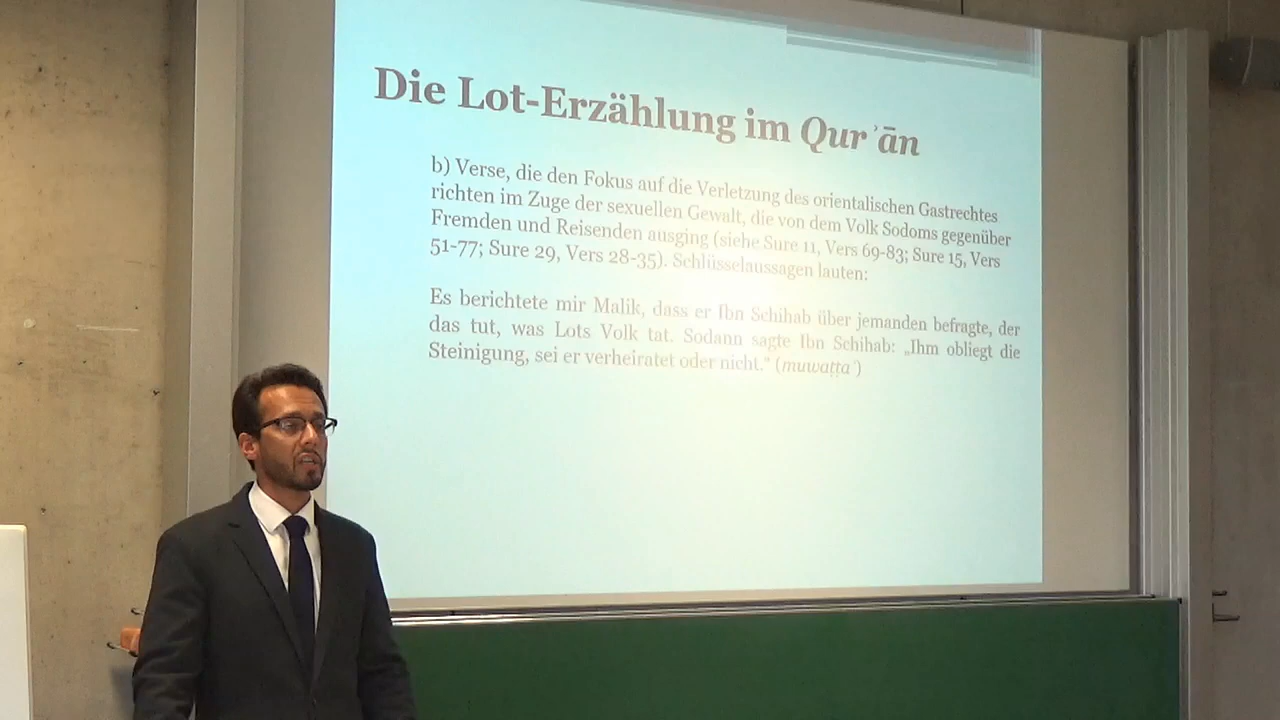 Die Lot-Erzählung im Qurʾān
b) Verse, die den Fokus auf die Verletzung des orientalischen Gastrechtes
richten im Zuge der sexuellen Gewalt, die von dem Volk Sodoms gegenüber
Fremden und Reisenden ausging (siehe Sure 11, Vers 69-83; Sure 15, Vers
51-77; Sure 29, Vers 28-35). Schlüsselaussagen lauten:
Es berichtete mir Malik, dass er Ibn Schihab über jemanden befragte, der
das tut, was Lots Volk tat. Sodann sagte Ibn Schihab: „Ihm obliegt die
Steinigung, sei er verheiratet oder nicht.“ (muwaṭṭaʾ)